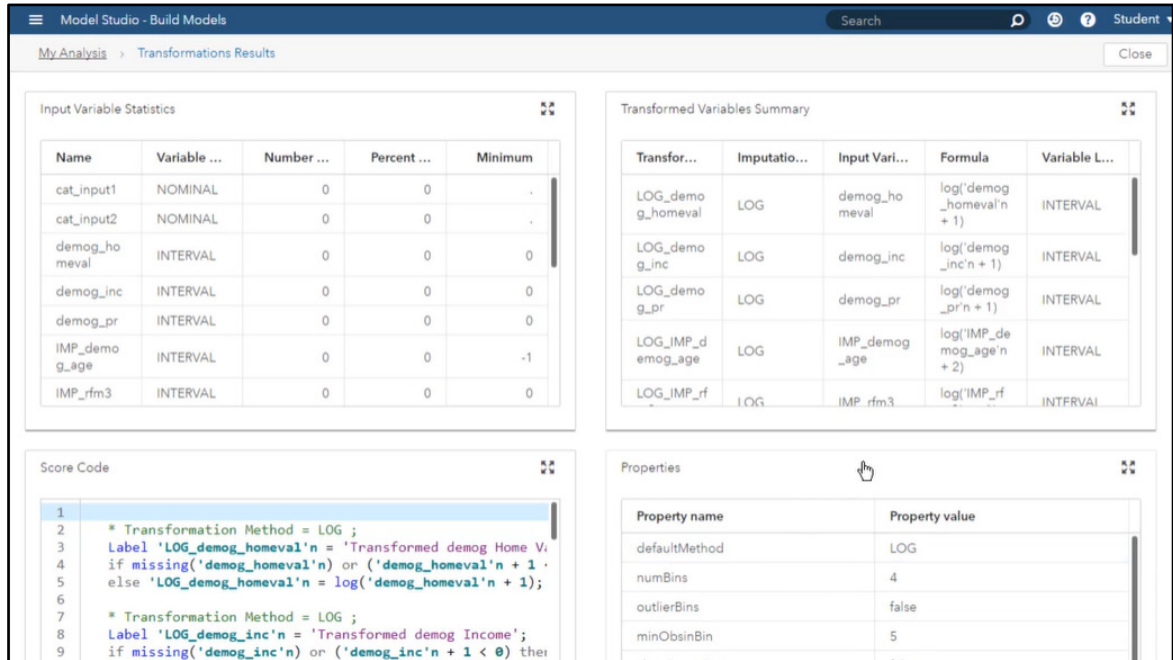 Model Studio - Build Models
Search
Student
My Analysis > Transformations Results
Close
Input Variable Statistics
Name Variable ... Number ... Percent ... Minimum
cat_input1 NOMINAL 0 0 .
cat_input2 NOMINAL 0 0 .
demog_ho
meval INTERVAL 0 0 0
demog_inc INTERVAL 0 0 0
demog_pr INTERVAL 0 0 0
IMP_demo
g_age INTERVAL 0 0 -1
IMP_rfm3 INTERVAL 0 0 0
Transformed Variables Summary
Transfor... Imputatio... Input Vari... Formula Variable L...
LOG_demo
g_homeval LOG demog_ho
meval log('demog
_homeval'n
+ 1) INTERVAL
LOG_demo
g_inc LOG demog_inc log('demog
_inc'n + 1) INTERVAL
LOG_demo
g_pr LOG demog_pr log('demog
_pr'n + 1) INTERVAL
LOG_IMP_d
emog_age LOG IMP_demog
_age log('IMP_de
mog_age'n
+ 2) INTERVAL
LOG_IMP_rf
LOG IMP_rfm3 log('IMP_rf
INTERVAL
Score Code
1
2 * Transformation Method = LOG ;
3 Label 'LOG_demog_homeval'n = 'Transformed demog Home
4 if missing('demog_homeval'n) or ('demog_homeval'n + 1
5 else 'LOG_demog_homeval'n = log('demog_homeval'n + 1);
6
7 * Transformation Method = LOG ;
8 Label 'LOG_demog_inc'n = 'Transformed demog Income';
9 if missing('demog_inc'n) or ('demog_inc'n + 1 < 0) then
Properties
Property name Property value
defaultMethod LOG
numBins 4
outlierBins false
minObsinBin 5